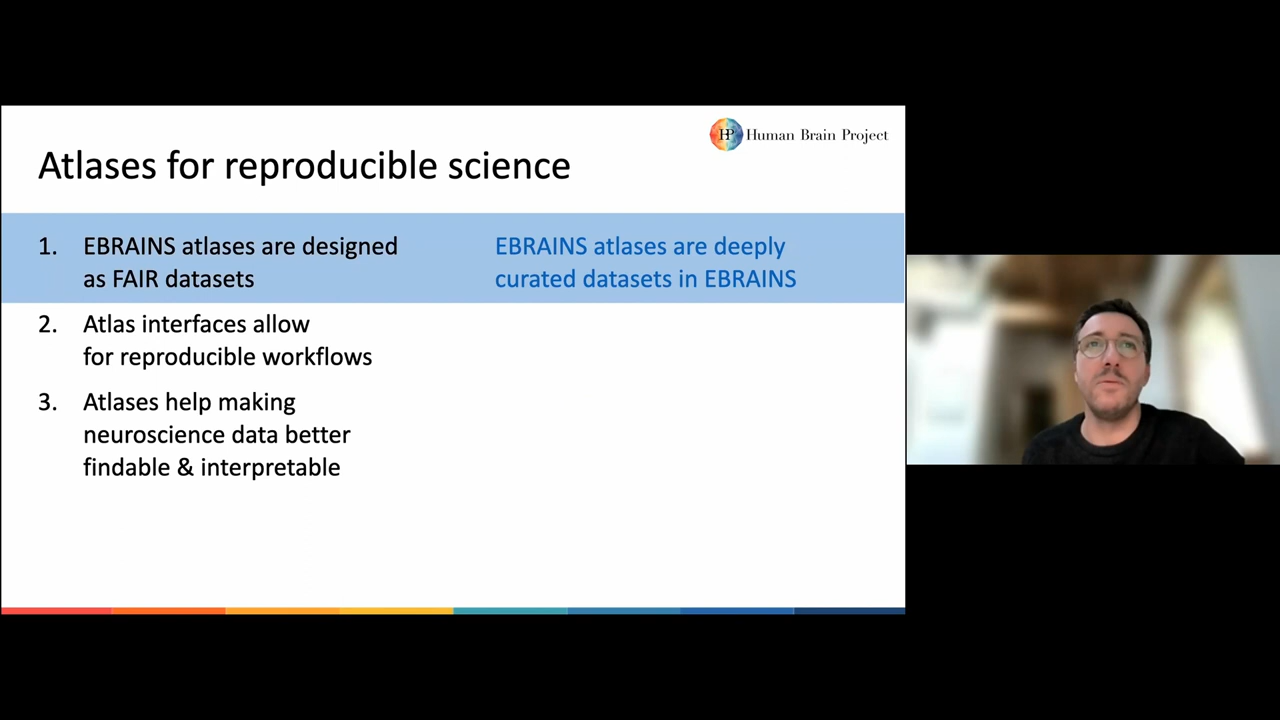 HP Human Brain Project
Atlases for reproducible science
1. EBRAINS atlases are designed
as FAIR datasets
EBRAINS atlases are deeply
curated datasets in EBRAINS
2. Atlas interfaces allow
for reproducible workflows
3. Atlases help making
neuroscience data better
findable & interpretable